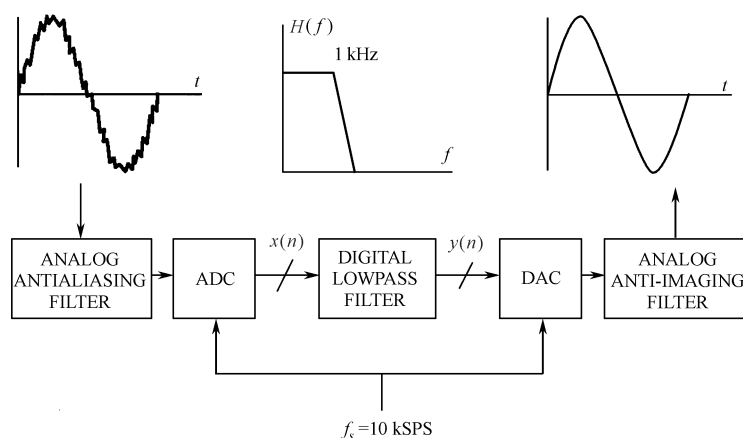 H(f)
1 kHz
t
t
f
x(n)
y(n)
ANALOG
ANTIALIASING
FILTER
ADC
DIGITAL
LOWPASS
FILTER
DAC
ANALOG
ANTI-IMAGING
FILTER
fs =10 kSPS